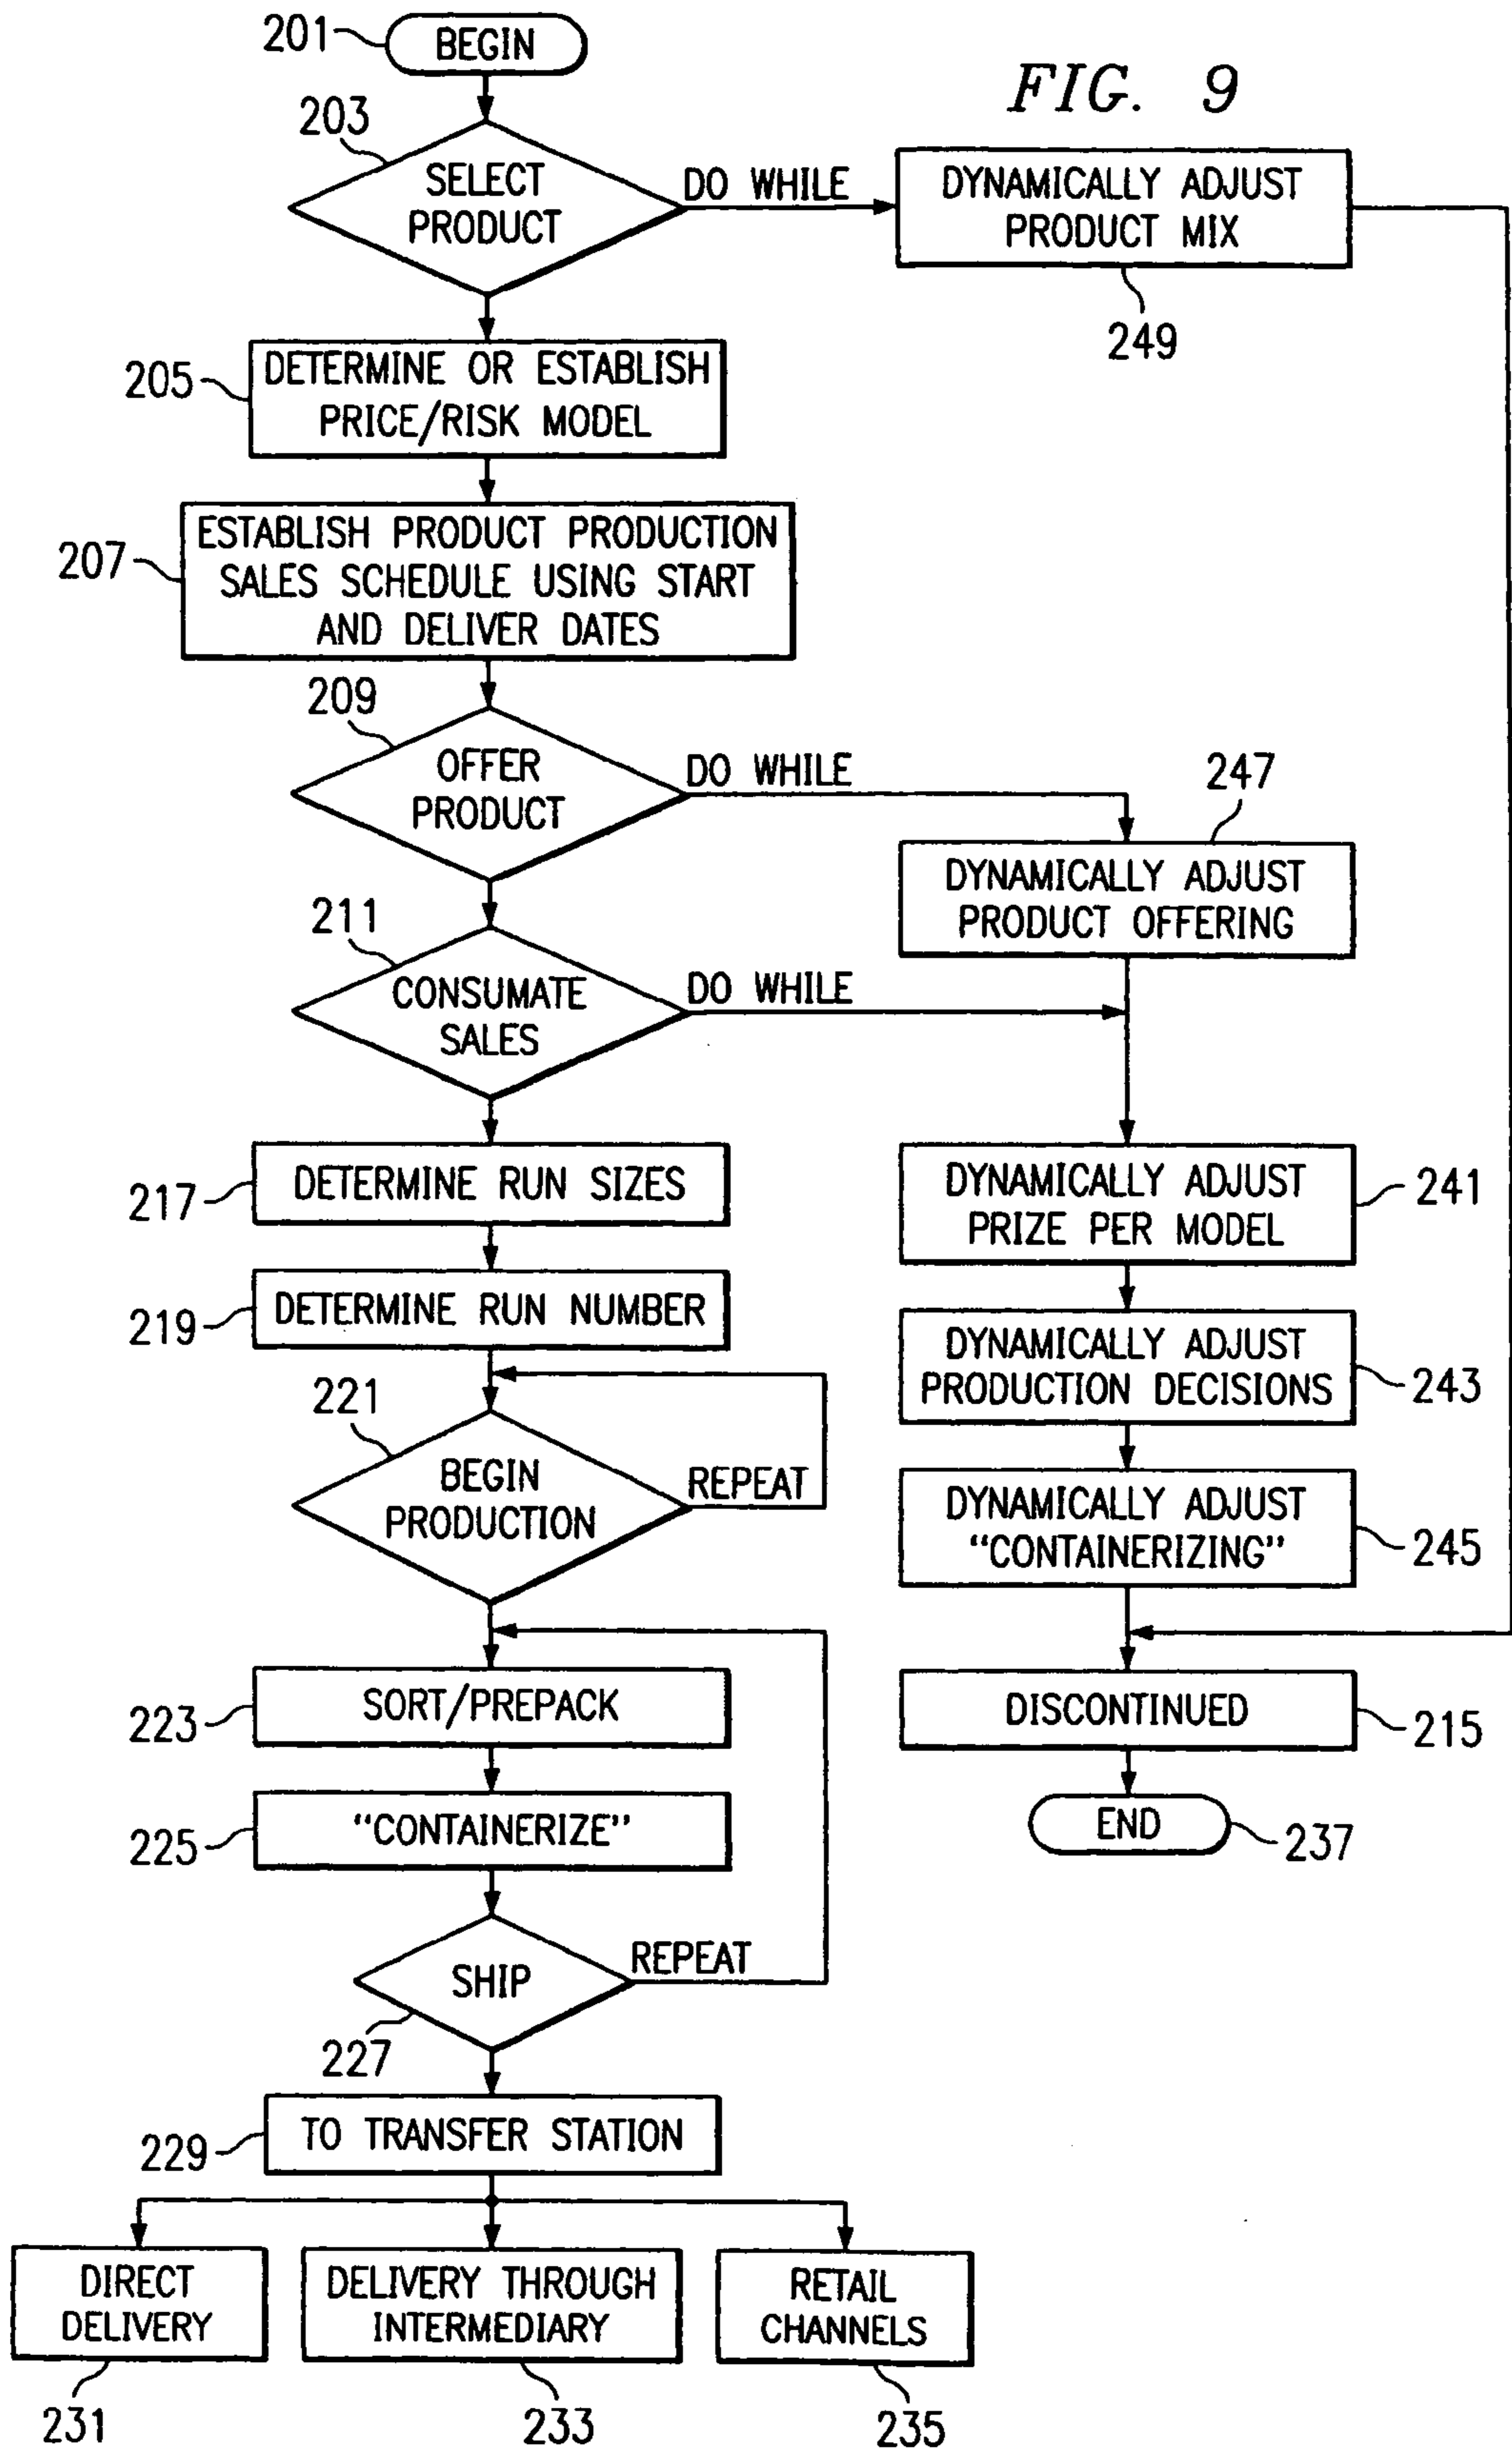 201
BEGIN
FIG. 9
203
SELECT
PRODUCT
DO WHILE
DYNAMICALLY ADJUST
PRODUCT MIX
249
205
DETERMINE OR ESTABLISH
PRICE/RISK MODEL
207
ESTABLISH PRODUCT PRODUCTION
SALES SCHEDULE USING START
AND DELIVER DATES
209
OFFER
PRODUCT
DO WHILE
247
DYNAMICALLY ADJUST
PRODUCT OFFERING
211
CONSUMATE
SALES
DO WHILE
217
DETERMINE RUN SIZES
DYNAMICALLY ADJUST
PRIZE PER MODEL
241
219
DETERMINE RUN NUMBER
DYNAMICALLY ADJUST
PRODUCTION DECISIONS
243
221
BEGIN
PRODUCTION
REPEAT
DYNAMICALLY ADJUST
"CONTAINERIZING"
245
223
SORT/PREPACK
DISCONTINUED
215
225
"CONTAINERIZE"
END
237
SHIP
REPEAT
227
229
TO TRANSFER STATION
DIRECT
DELIVERY
DELIVERY THROUGH
INTERMEDIARY
RETAIL
CHANNELS
231
233
235